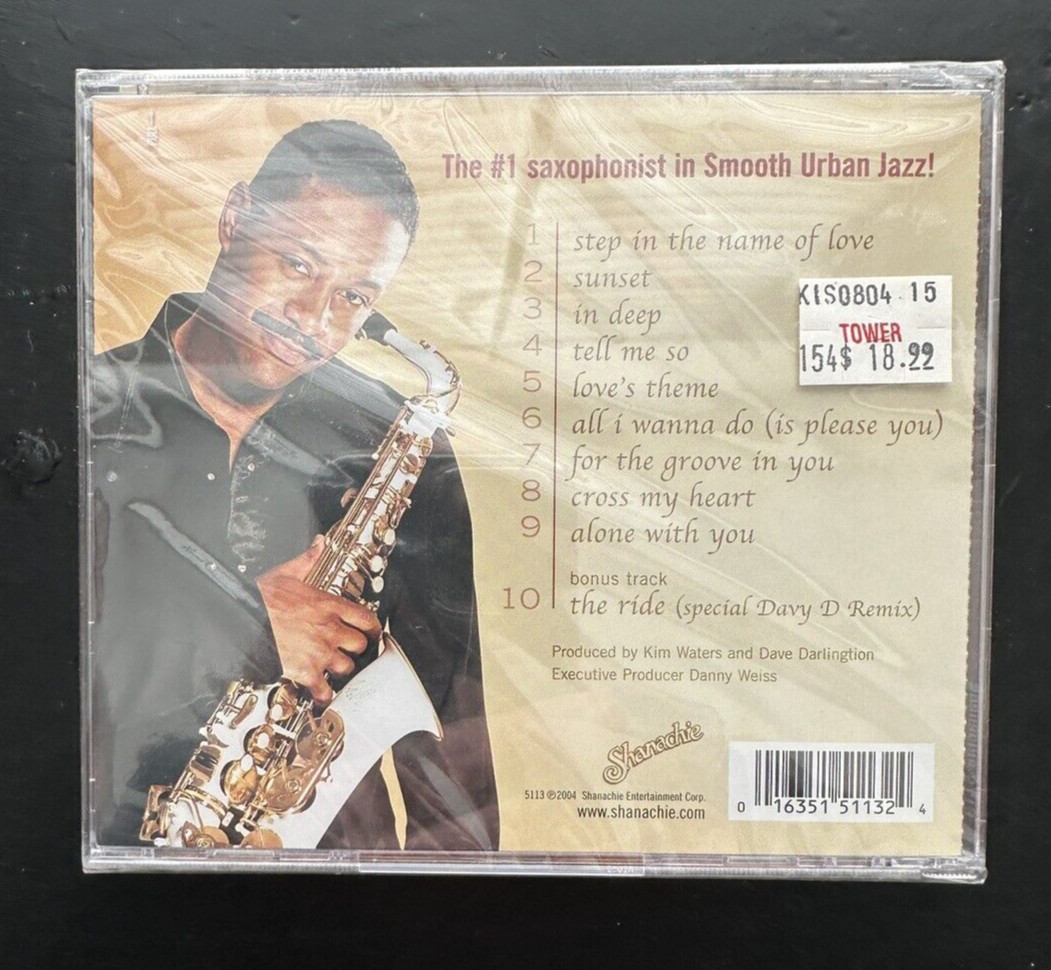 The #1 saxophonist in Smooth Urban Jazz!
1 step in the name of love
2 sunset
3 in deep
4 tell me so
5 love's theme
6 all i wanna do (is please you)
7 for the groove in you
8 cross my heart
9 alone with you
bonus track
10 the ride (special Davy D Remix)
KIS0804 15
TOWER
154$ 18.99
Produced by Kim Waters and Dave Darlingtion
Executive Producer Danny Weiss
Shanachie
5113 ℗2004 Shanachie Entertainment Corp.
www.shanachie.com
0 16351 51132 4